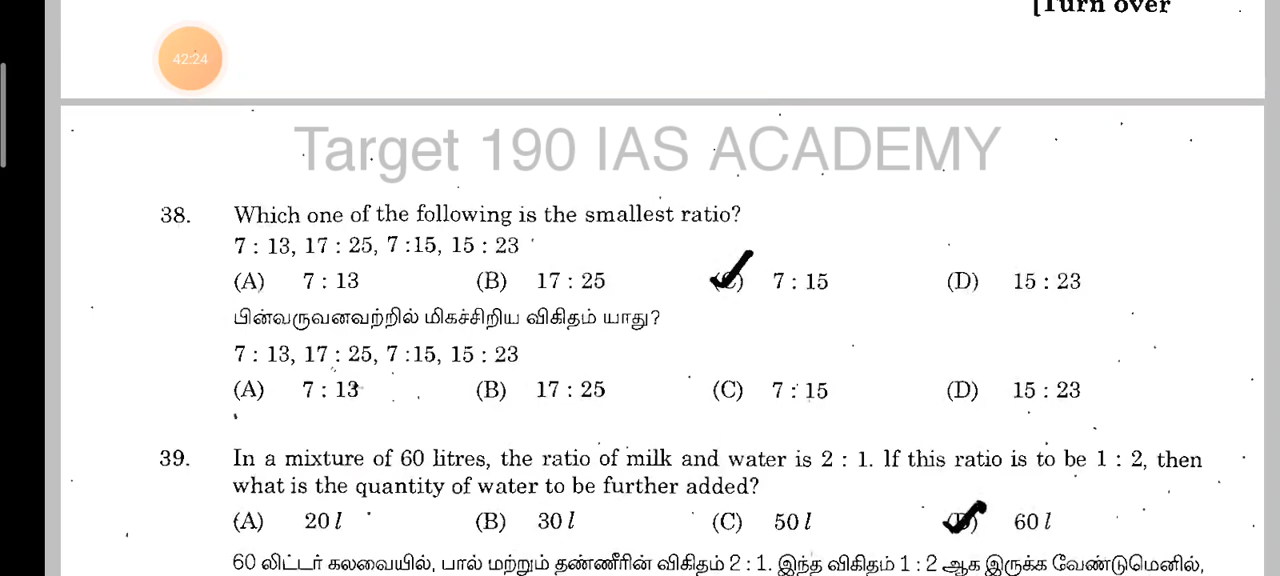 [Turn over
42:24
Target 190 IAS ACADEMY
38. Which one of the following is the smallest ratio?
7 : 13, 17 : 25, 7 :15, 15 : 23
(A) 7 : 13 (B) 17 : 25 (C) 7 : 15 (D) 15 : 23
பின்வருவனவற்றில் மிகச்சிறிய விகிதம் யாது?
7 : 13, 17 : 25, 7 :15, 15 : 23
(A) 7 : 13 (B) 17 : 25 (C) 7 : 15 (D) 15 : 23
39. In a mixture of 60 litres, the ratio of milk and water is 2 : 1. If this ratio is to be 1 : 2, then
what is the quantity of water to be further added?
(A) 20 l (B) 30 l (C) 50 l (D) 60 l
60 லிட்டர் கலவையில், பால் மற்றும் தண்ணீரின் விகிதம் 2 : 1. இந்த விகிதம் 1 : 2 ஆக இருக்க வேண்டுமெனில்,